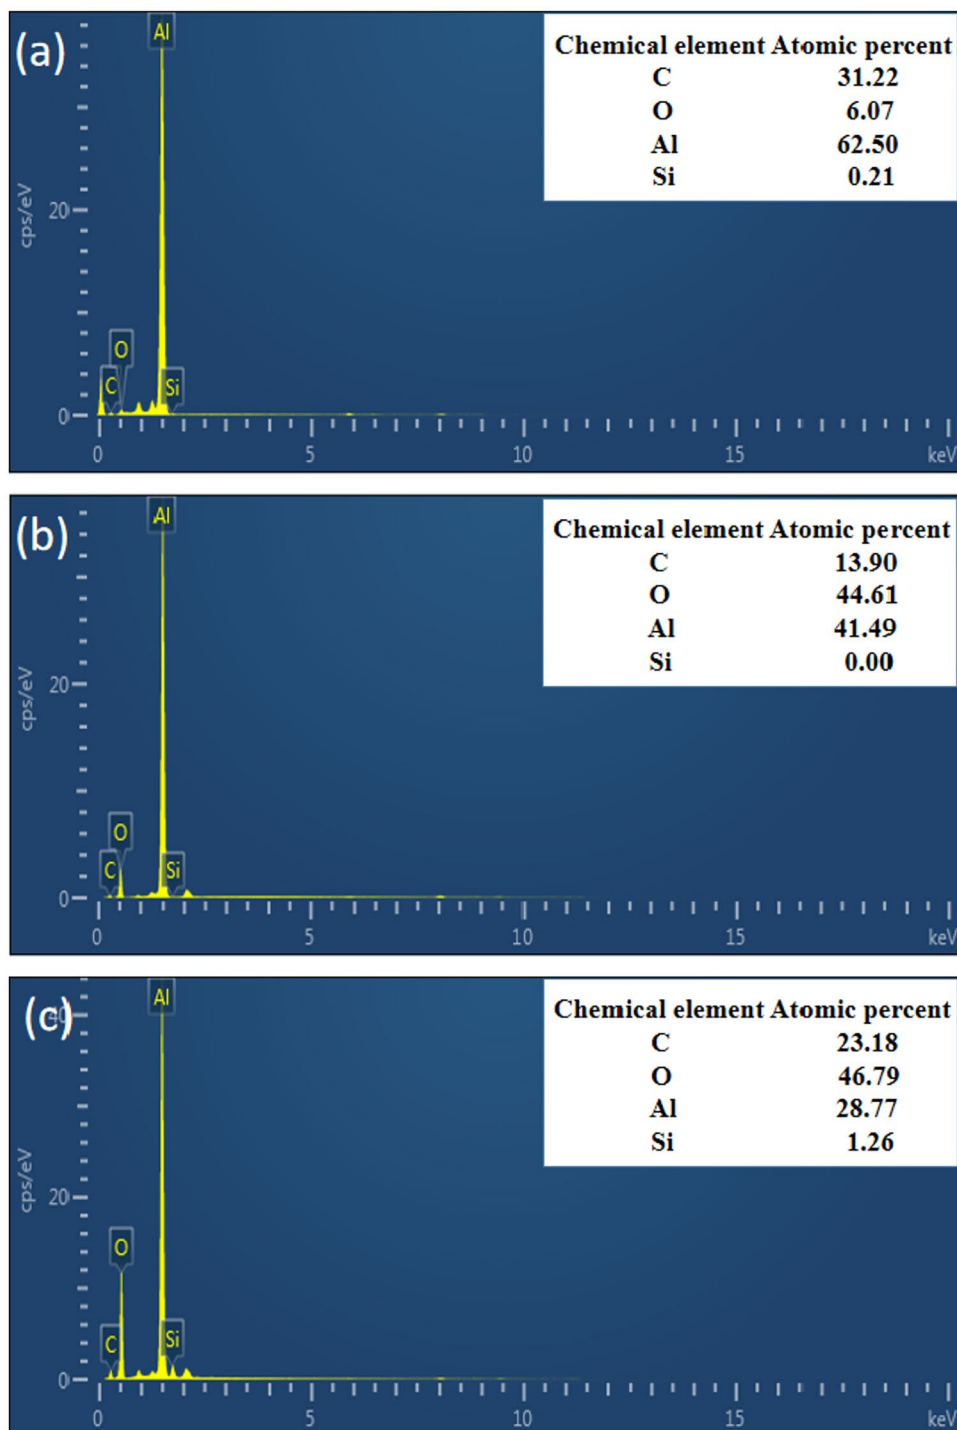 (a)
Al
Chemical element Atomic percent
C 31.22
O 6.07
Al 62.50
Si 0.21
cps/eV
20
O
C
Si
0
0 5 10 15 keV
(b)
Al
Chemical element Atomic percent
C 13.90
O 44.61
Al 41.49
Si 0.00
cps/eV
20
O
C
Si
0
0 5 10 15 keV
(c)
40
Al
Chemical element Atomic percent
C 23.18
O 46.79
Al 28.77
Si 1.26
cps/eV
20
O
C
Si
0
0 5 10 15 keV